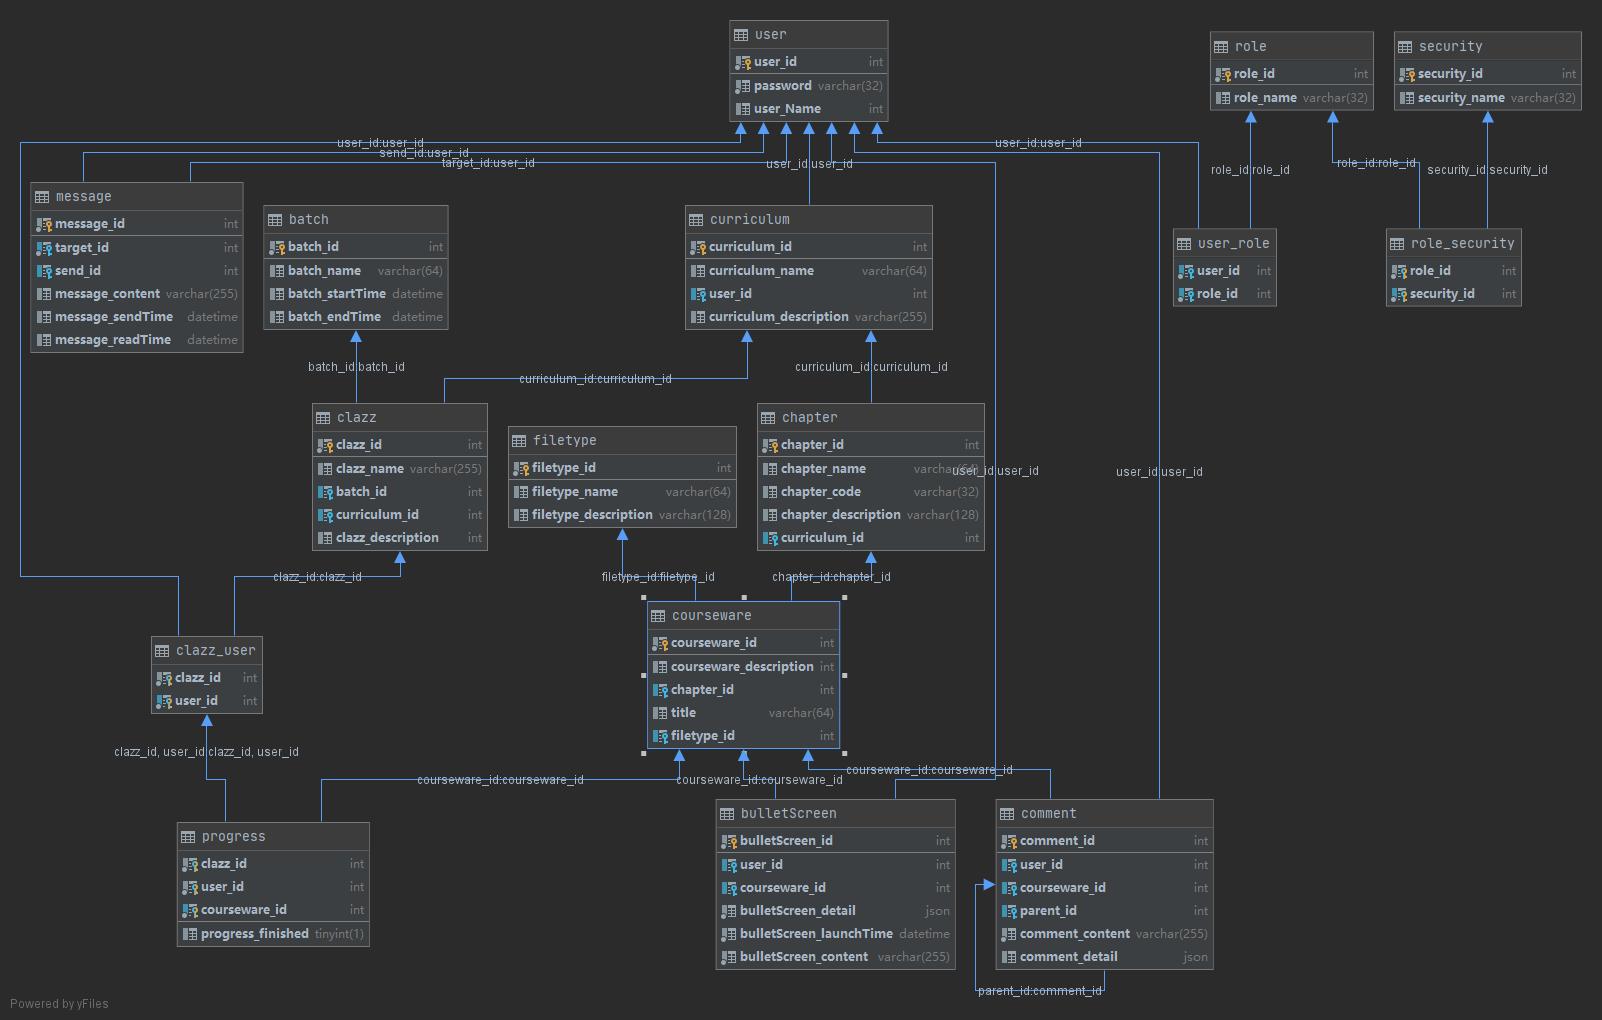 user
user_id int
password varchar(32)
user_Name int
role
role_id int
role_name varchar(32)
security
security_id int
security_name varchar(32)
user_id:user_id
send_id:user_id
target_id:user_id
user_id:user_id
user_id:user_id
role_id:role_id
role_id:role_id
security_id:security_id
message
message_id int
target_id int
send_id int
message_content varchar(255)
message_sendTime datetime
message_readTime datetime
batch
batch_id int
batch_name varchar(64)
batch_startTime datetime
batch_endTime datetime
curriculum
curriculum_id int
curriculum_name varchar(64)
user_id int
curriculum_description varchar(255)
user_role
user_id int
role_id int
role_security
role_id int
security_id int
batch_id:batch_id
curriculum_id:curriculum_id
curriculum_id:curriculum_id
clazz
clazz_id int
clazz_name varchar(255)
batch_id int
curriculum_id int
clazz_description int
filetype
filetype_id int
filetype_name varchar(64)
filetype_description varchar(128)
chapter
chapter_id int
chapter_name varchar(64)
chapter_code varchar(32)
chapter_description varchar(128)
curriculum_id int
user_id:user_id
user_id:user_id
clazz_id:clazz_id
filetype_id:filetype_id
chapter_id:chapter_id
clazz_user
clazz_id int
user_id int
courseware
courseware_id int
courseware_description int
chapter_id int
title varchar(64)
filetype_id int
clazz_id, user_id:clazz_id, user_id
courseware_id:courseware_id
courseware_id:courseware_id
courseware_id:courseware_id
progress
clazz_id int
user_id int
courseware_id int
progress_finished tinyint(1)
bulletScreen
bulletScreen_id int
user_id int
courseware_id int
bulletScreen_detail json
bulletScreen_launchTime datetime
bulletScreen_content varchar(255)
comment
comment_id int
user_id int
courseware_id int
parent_id int
comment_content varchar(255)
comment_detail json
parent_id:comment_id
Powered by yFiles